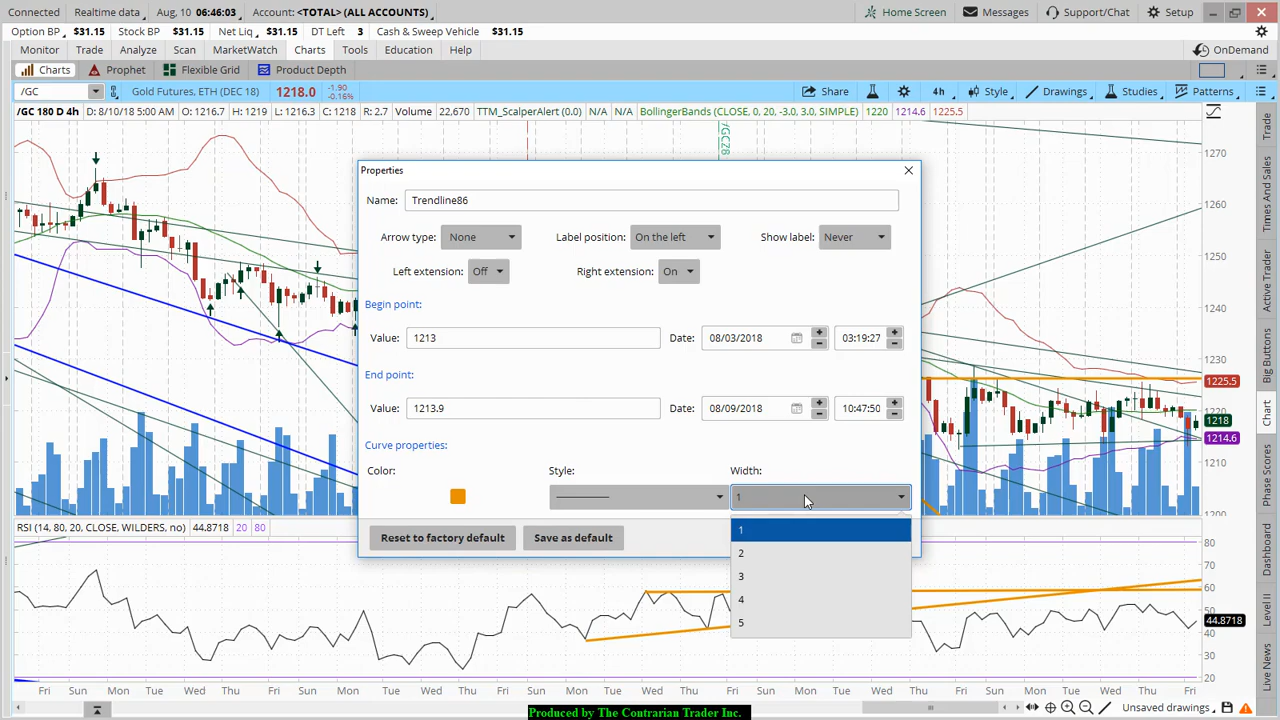 Connected Realtime data Aug, 10 06:46:03 Account: <TOTAL> (ALL ACCOUNTS) Home Screen Messages Support/Chat Setup
Option BP $31.15 Stock BP $31.15 Net Liq $31.15 DT Left 3 Cash & Sweep Vehicle $31.15
Monitor Trade Analyze Scan MarketWatch Charts Tools Education Help OnDemand
Charts Prophet Flexible Grid Product Depth
/GC Gold Futures, ETH (DEC 18) 1218.0 -1.90 -0.16% Share 4h Style Drawings Studies Patterns
/GC 180 D 4h D: 8/10/18 5:00 AM O: 1216.7 H: 1219 L: 1216.3 C: 1218 R: 2.7 Volume 22,670 TTM_ScalperAlert (0.0) N/A N/A BollingerBands (CLOSE, 0, 20, -3.0, 3.0, SIMPLE) 1220 1214.6 1225.5
/GCZ8
Properties
Name: Trendline86
Arrow type: None Label position: On the left Show label: Never
Left extension: Off Right extension: On
Begin point:
Value: 1213 Date: 08/03/2018 03:19:27
End point:
Value: 1213.9 Date: 08/09/2018 10:47:50
Curve properties:
Color: Style: Width:
1
Reset to factory default Save as default
1
2
3
4
5
1270
1260
1250
1240
1230
1225.5
1220
1218
1214.6
1210
1200
RSI (14, 80, 20, CLOSE, WILDERS, no) 44.8718 20 80
80
70
60
50
44.8718
40
30
20
Fri Sun Mon Tue Thu Fri Sun Mon Tue Wed Thu Sun Mon Tue Wed Thu Fri Sun Mon Tue Wed Fri Sun Mon Tue Wed Thu Fri
Trade
Times And Sales
Active Trader
Big Buttons
Chart
Phase Scores
Dashboard
Level II
Live News
Unsaved drawings
Produced by The Contrarian Trader Inc.